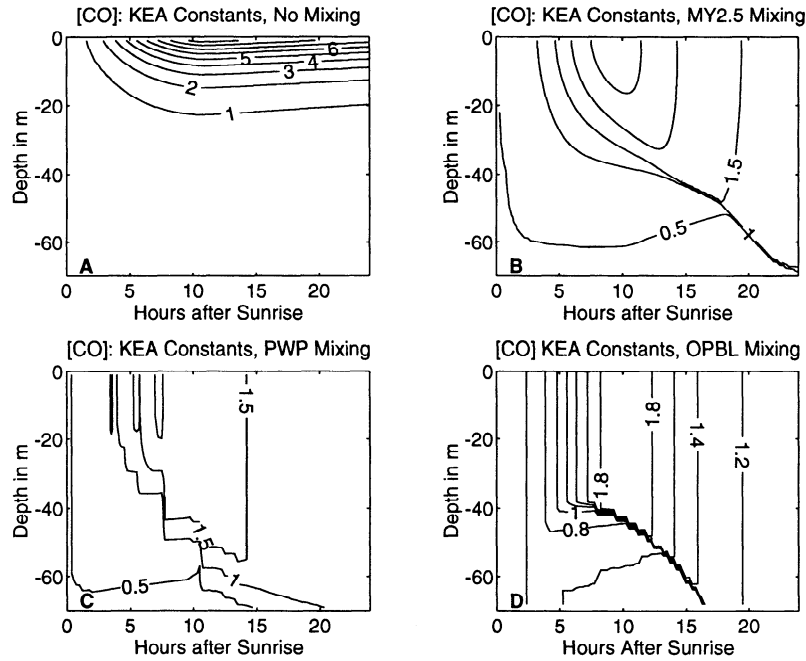 [CO]: KEA Constants, No Mixing
0
-20
-40
-60
Depth in m
5
6
4
3
2
1
A
0 5 10 15 20
Hours after Sunrise
[CO]: KEA Constants, MY2.5 Mixing
0
-20
-40
-60
Depth in m
1.5
0.5
1
B
0 5 10 15 20
Hours after Sunrise
[CO]: KEA Constants, PWP Mixing
0
-20
-40
-60
Depth in m
1.5
1.5
0.5
1
C
0 5 10 15 20
Hours after Sunrise
[CO] KEA Constants, OPBL Mixing
0
-20
-40
-60
Depth in m
1.8
1.4
1.2
1.8
1
0.8
D
0 5 10 15 20
Hours After Sunrise